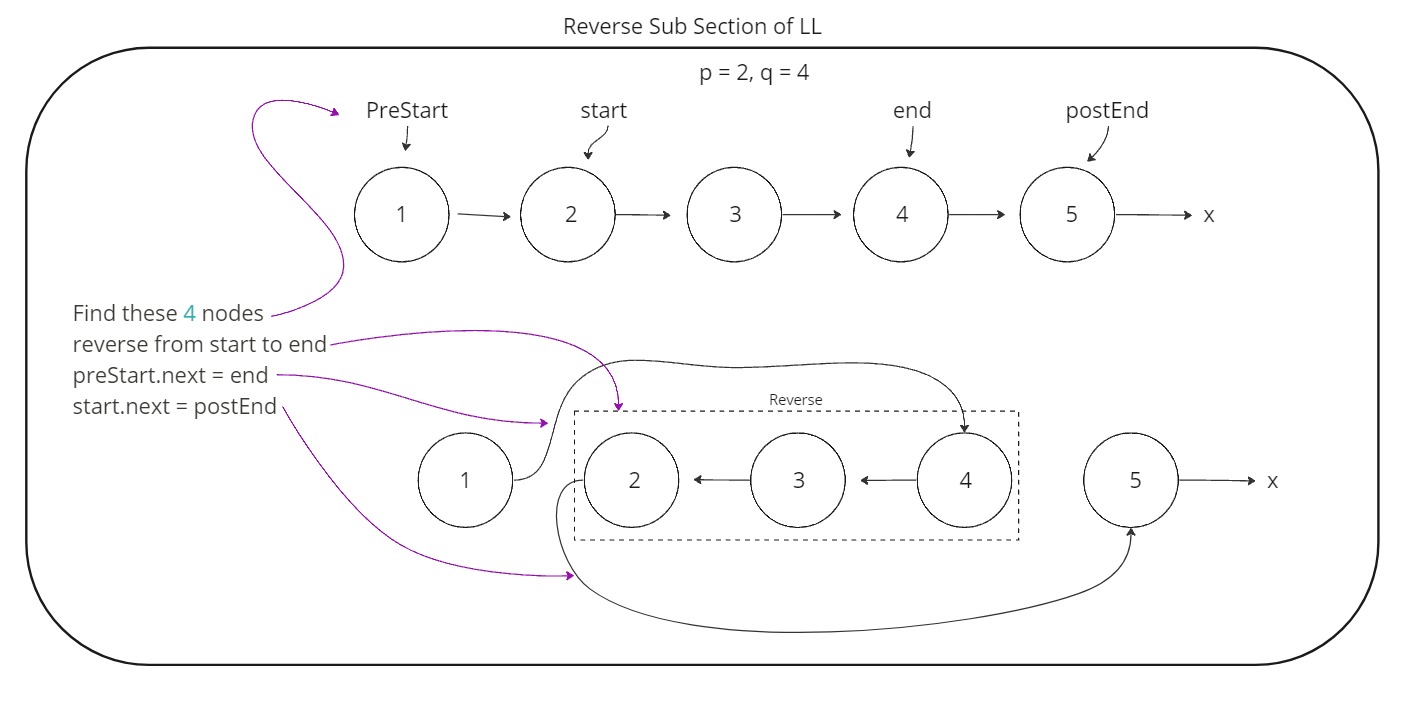 Reverse Sub Section of LL
p = 2, q = 4
PreStart start end postEnd
1 2 3 4 5 x
Find these 4 nodes
reverse from start to end
preStart.next = end
start.next = postEnd
Reverse
1 2 3 4 5 x